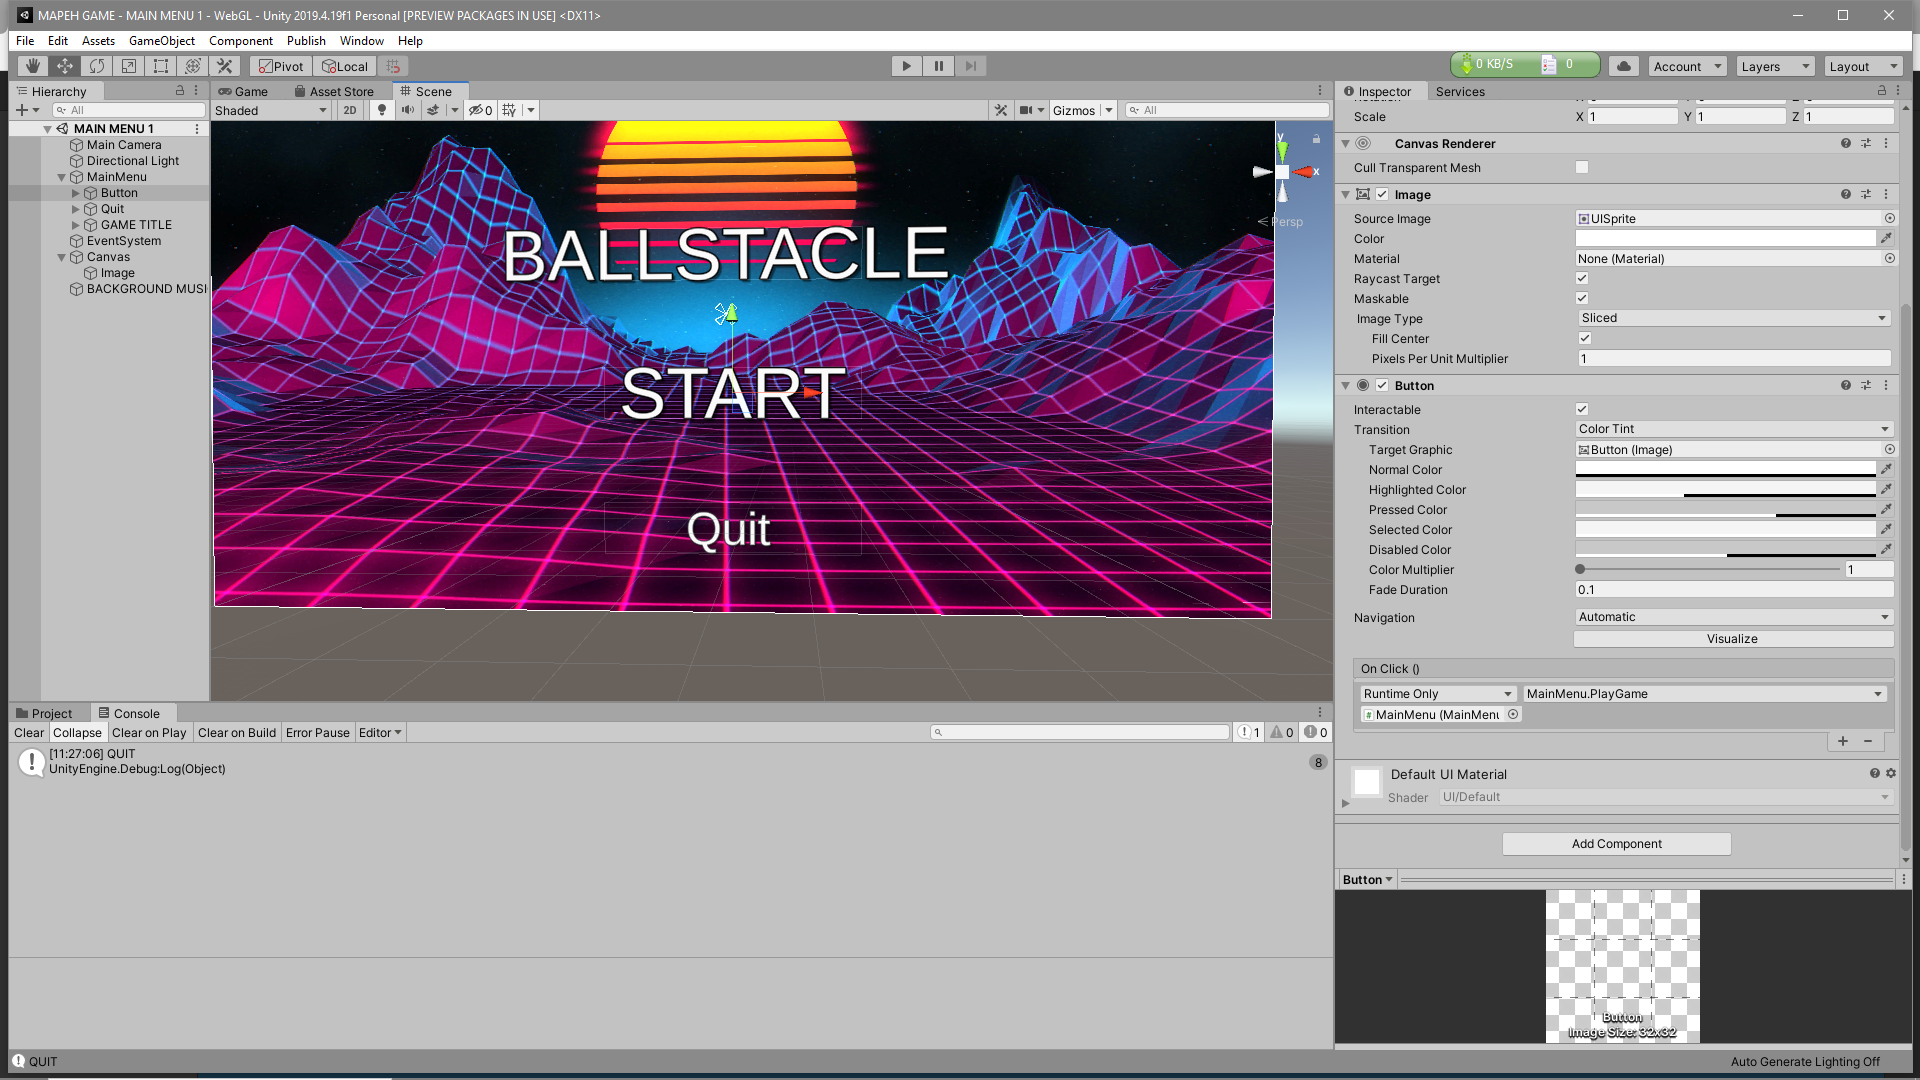 MAPEH GAME - MAIN MENU 1 - WebGL - Unity 2019.4.19f1 Personal [PREVIEW PACKAGES IN USE] <DX11>
File Edit Assets GameObject Component Publish Window Help
Pivot Local 0 KB/S 0 Account Layers Layout
Hierarchy
All
MAIN MENU 1
Main Camera
Directional Light
MainMenu
Button
Quit
GAME TITLE
EventSystem
Canvas
Image
BACKGROUND MUSI
Game Asset Store Scene
Shaded 2D 0 Gizmos All
y
x
Persp
BALLSTACLE
START
Quit
Project Console
Clear Collapse Clear on Play Clear on Build Error Pause Editor 1 0 0
[11:27:06] QUIT
UnityEngine.Debug:Log(Object)
8
Inspector Services
Scale X 1 Y 1 Z 1
Canvas Renderer
Cull Transparent Mesh
Image
Source Image UISprite
Color
Material None (Material)
Raycast Target
Maskable
Image Type Sliced
Fill Center
Pixels Per Unit Multiplier 1
Button
Interactable
Transition Color Tint
Target Graphic Button (Image)
Normal Color
Highlighted Color
Pressed Color
Selected Color
Disabled Color
Color Multiplier 1
Fade Duration 0.1
Navigation Automatic
Visualize
On Click ()
Runtime Only MainMenu.PlayGame
MainMenu (MainMenu
Default UI Material
Shader UI/Default
Add Component
Button
Button
Image Size: 32x32
QUIT
Auto Generate Lighting Off